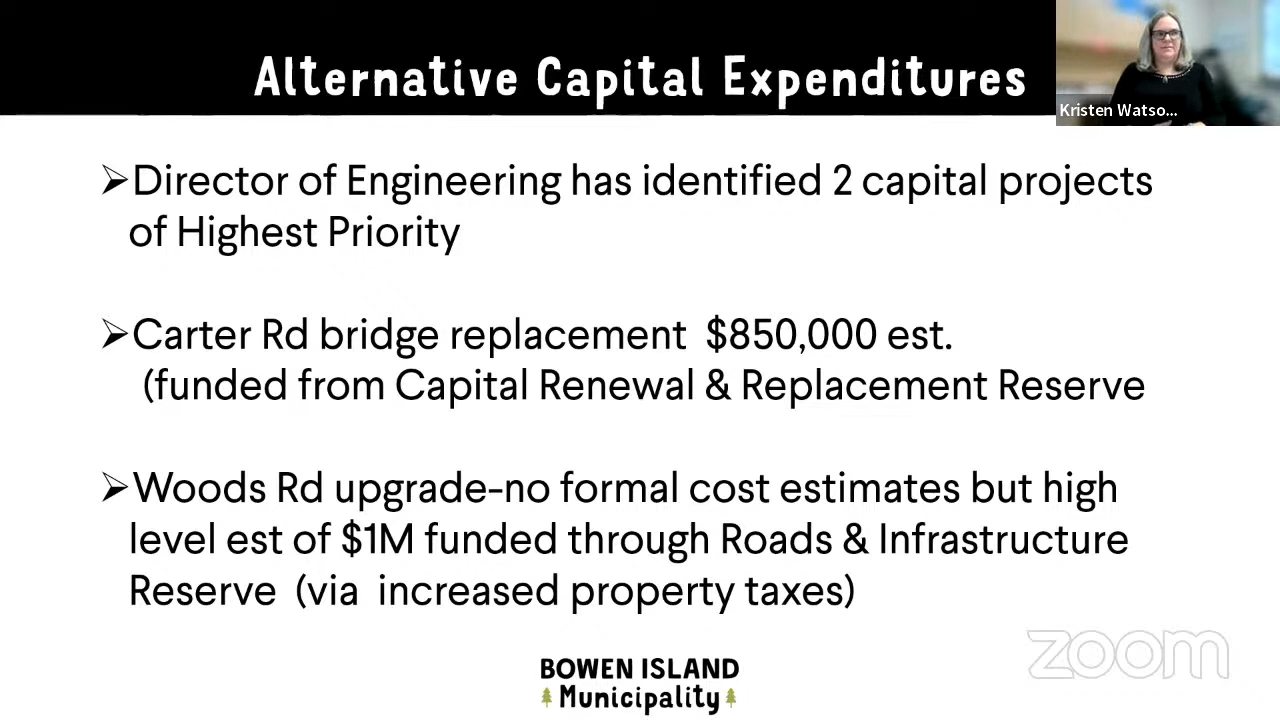 Alternative Capital Expenditures
Kristen Watso...
➢Director of Engineering has identified 2 capital projects
of Highest Priority
➢Carter Rd bridge replacement  $850,000 est.
(funded from Capital Renewal & Replacement Reserve
➢Woods Rd upgrade-no formal cost estimates but high
level est of $1M funded through Roads & Infrastructure
Reserve  (via  increased property taxes)
BOWEN ISLAND
Municipality
zoom